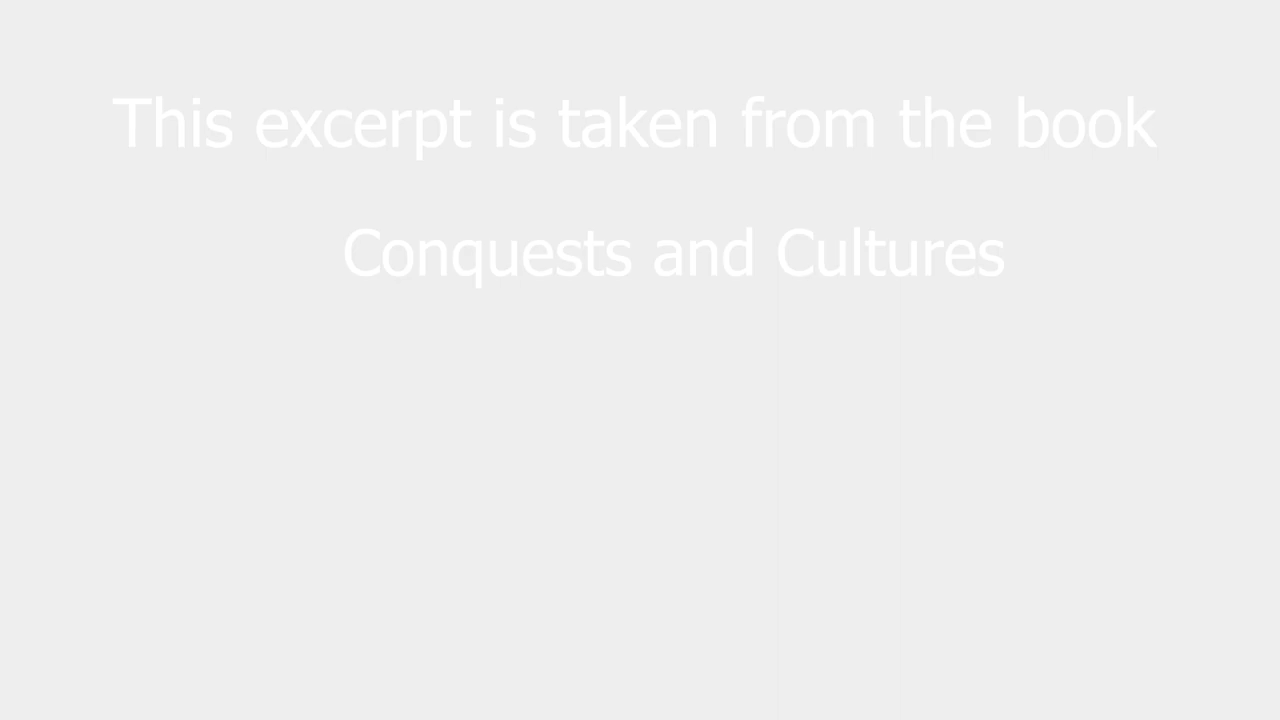 This excerpt is taken from the book
Conquests and Cultures